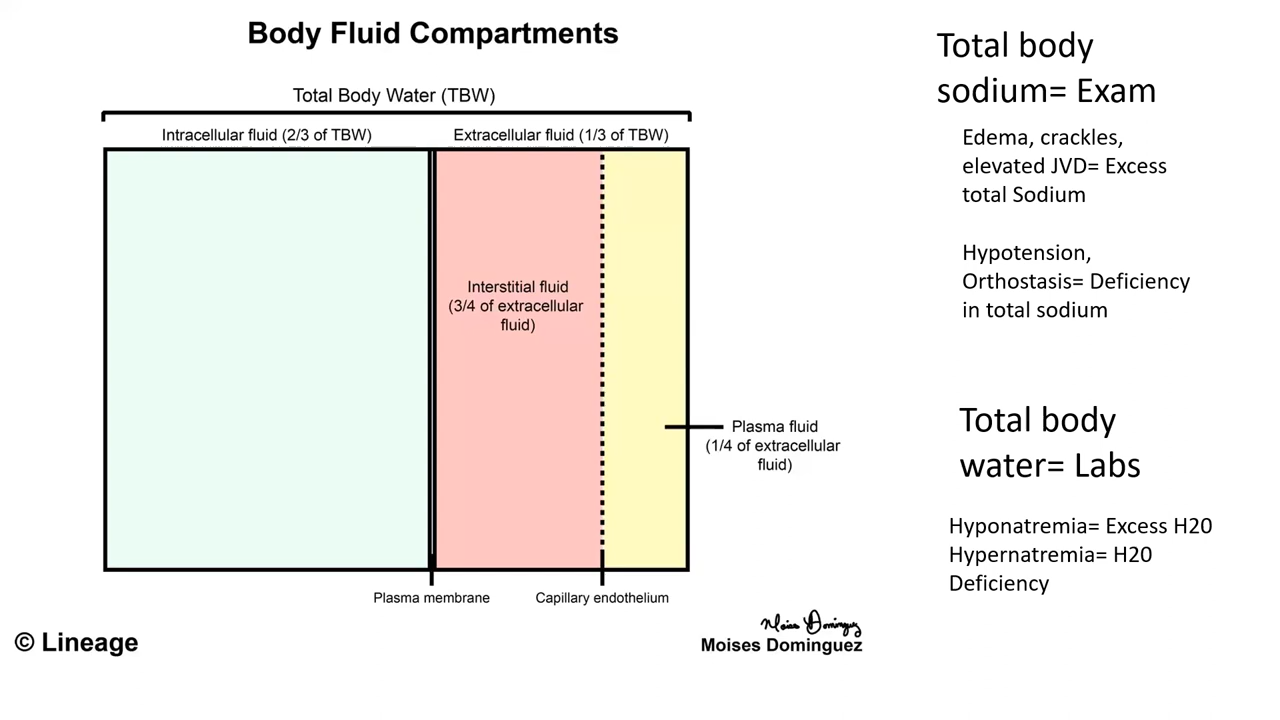 Body Fluid Compartments
Total Body Water (TBW)
Intracellular fluid (2/3 of TBW)
Extracellular fluid (1/3 of TBW)
Interstitial fluid
(3/4 of extracellular
fluid)
Plasma fluid
(1/4 of extracellular
fluid)
Plasma membrane
Capillary endothelium
© Lineage
Moises Dominguez
Moises Dominguez
Total body
sodium= Exam
Edema, crackles,
elevated JVD= Excess
total Sodium
Hypotension,
Orthostasis= Deficiency
in total sodium
Total body
water= Labs
Hyponatremia= Excess H20
Hypernatremia= H20
Deficiency